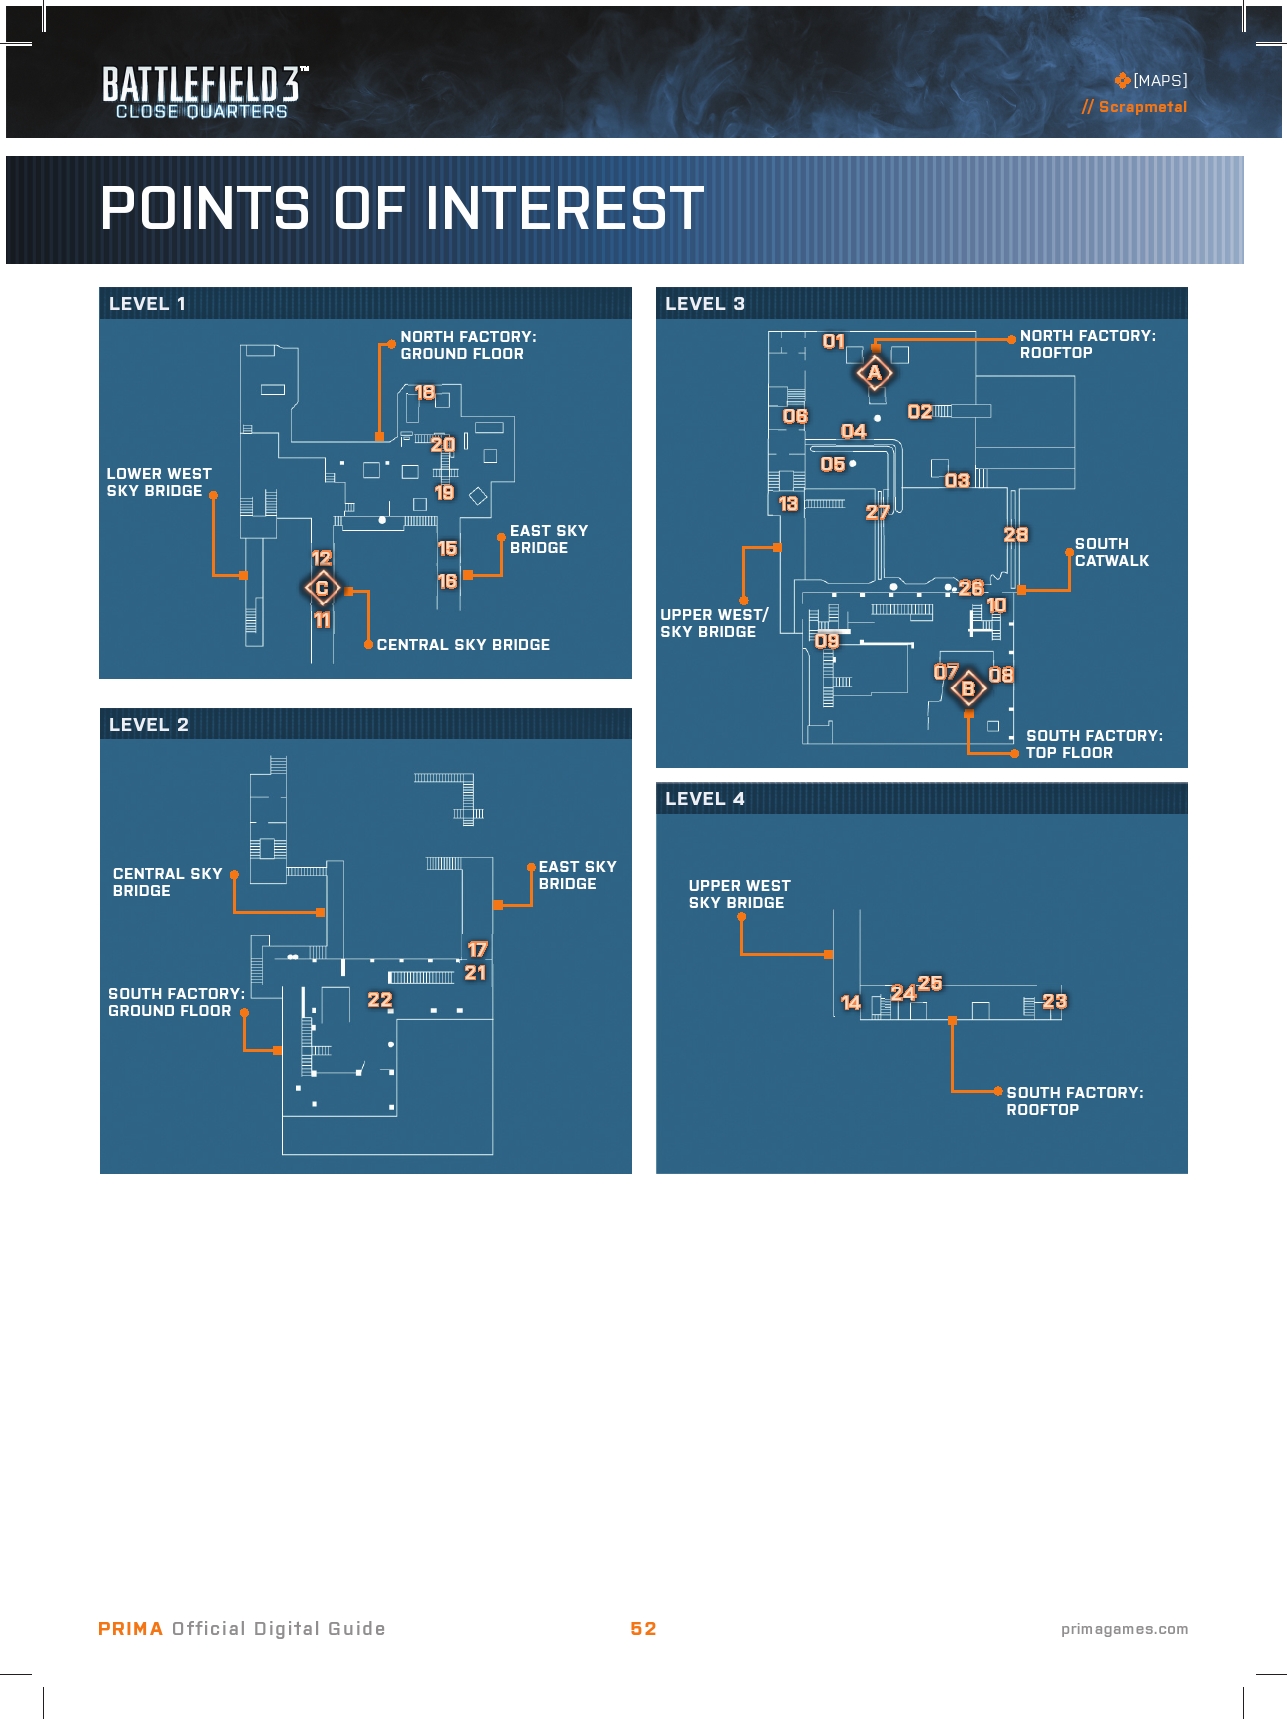 BATTLEFIELD 3™
CLOSE QUARTERS
[MAPS]
// Scrapmetal
POINTS OF INTEREST
LEVEL 1
NORTH FACTORY:
GROUND FLOOR
18
20
LOWER WEST
SKY BRIDGE
19
EAST SKY
BRIDGE
15
12
16
C
11
CENTRAL SKY BRIDGE
LEVEL 2
CENTRAL SKY
BRIDGE
EAST SKY
BRIDGE
17
21
SOUTH FACTORY:
GROUND FLOOR
22
LEVEL 3
01
NORTH FACTORY:
ROOFTOP
A
06
02
04
05
03
13
27
28
SOUTH
CATWALK
26
10
UPPER WEST/
SKY BRIDGE
09
07
08
B
SOUTH FACTORY:
TOP FLOOR
LEVEL 4
UPPER WEST
SKY BRIDGE
14
24
25
23
SOUTH FACTORY:
ROOFTOP
PRIMA Official Digital Guide
52
primagames.com